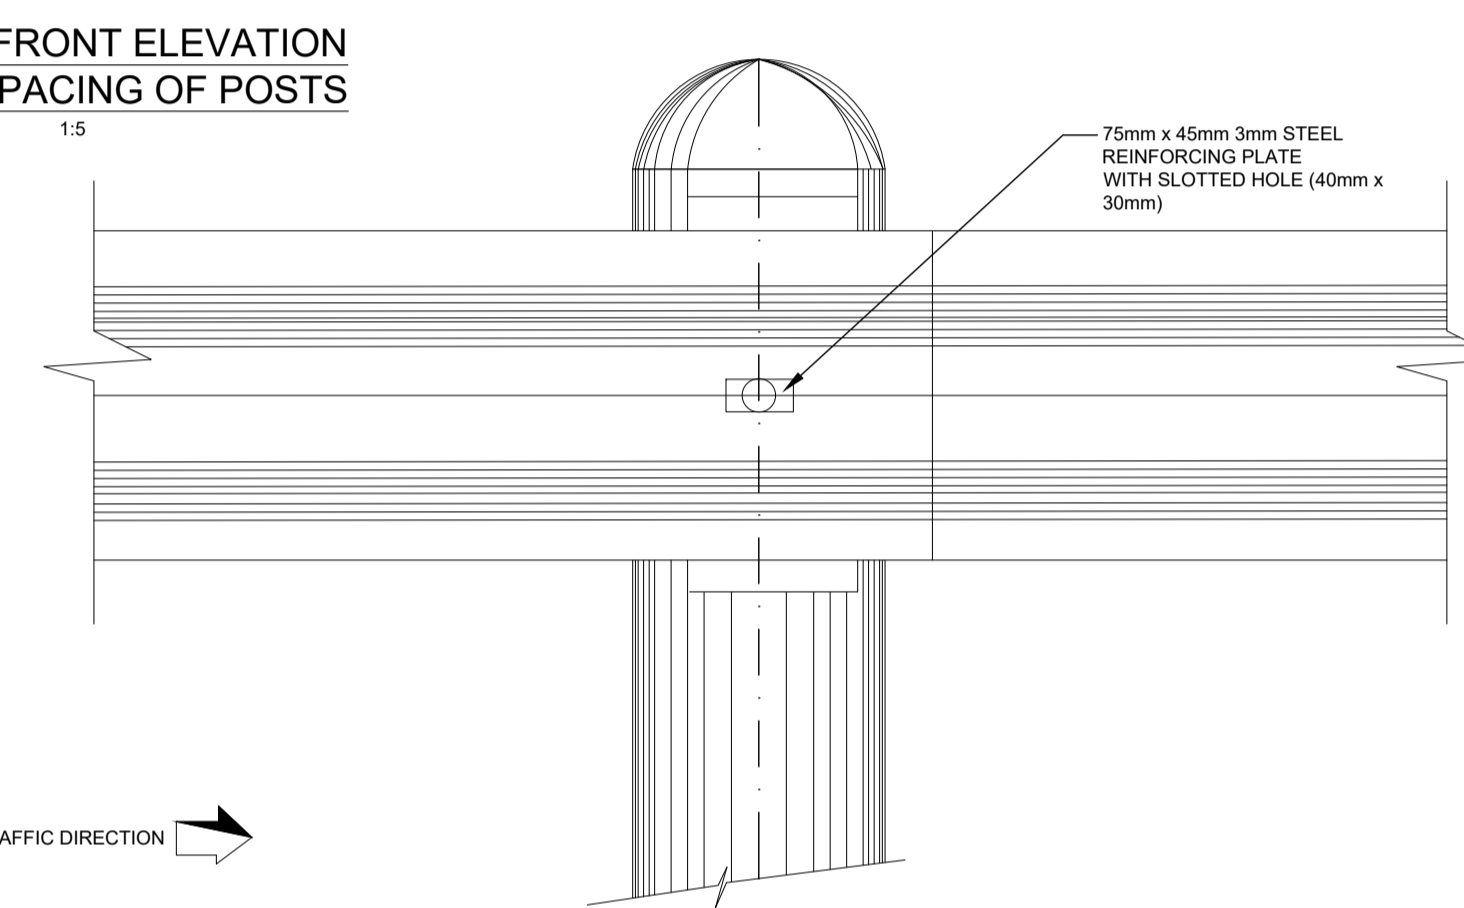 FRONT ELEVATION
PACING OF POSTS
1:5
75mm x 45mm 3mm STEEL
REINFORCING PLATE
WITH SLOTTED HOLE (40mm x
30mm)
AFFIC DIRECTION